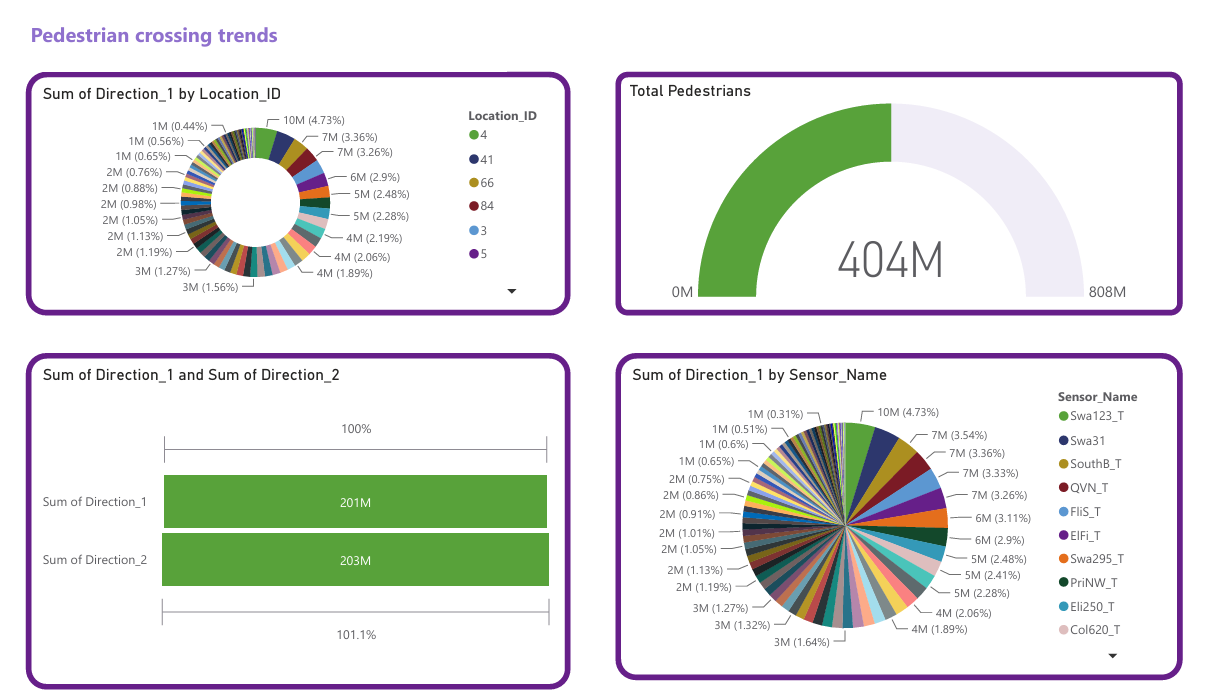 Pedestrian crossing trends
Sum of Direction_1 by Location_ID
10M (4.73%)
7M (3.36%)
7M (3.26%)
6M (2.9%)
5M (2.48%)
5M (2.28%)
4M (2.19%)
4M (2.06%)
4M (1.89%)
3M (1.56%)
3M (1.27%)
2M (1.19%)
2M (1.13%)
2M (1.05%)
2M (0.98%)
2M (0.88%)
2M (0.76%)
1M (0.65%)
1M (0.56%)
1M (0.44%)
Location_ID
4
41
66
84
3
5
Total Pedestrians
404M
0M
808M
Sum of Direction_1 and Sum of Direction_2
100%
Sum of Direction_1
201M
Sum of Direction_2
203M
101.1%
Sum of Direction_1 by Sensor_Name
10M (4.73%)
7M (3.54%)
7M (3.36%)
7M (3.33%)
7M (3.26%)
6M (3.11%)
6M (2.9%)
5M (2.48%)
5M (2.41%)
5M (2.28%)
4M (2.06%)
4M (1.89%)
3M (1.64%)
3M (1.32%)
3M (1.27%)
2M (1.19%)
2M (1.13%)
2M (1.05%)
2M (1.01%)
2M (0.91%)
2M (0.86%)
2M (0.75%)
1M (0.65%)
1M (0.6%)
1M (0.51%)
1M (0.31%)
Sensor_Name
Swa123_T
Swa31
SouthB_T
QVN_T
FliS_T
ElFi_T
Swa295_T
PriNW_T
Eli250_T
Col620_T